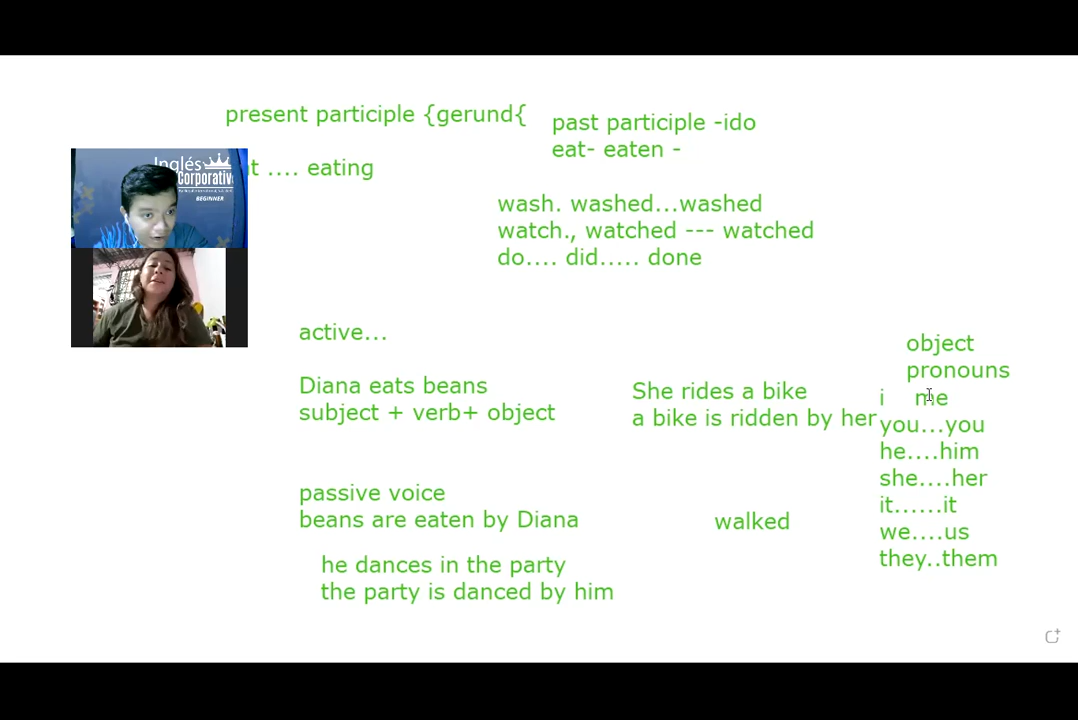 present participle {gerund{
past participle -ido
eat- eaten -
t .... eating
Inglés
Corporativo
BEGINNER
wash. washed...washed
watch., watched --- watched
do.... did..... done
active...
Diana eats beans
subject + verb+ object
She rides a bike
a bike is ridden by her
object
pronouns
i me
you...you
he....him
she....her
it......it
we....us
they..them
passive voice
beans are eaten by Diana
walked
he dances in the party
the party is danced by him